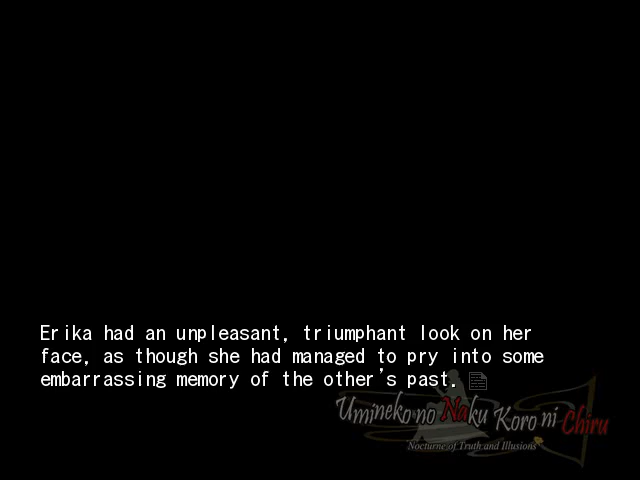 Erika had an unpleasant, triumphant look on her
face, as though she had managed to pry into some
embarrassing memory of the other's past.
Umineko no Naku Koro ni Chiru
Nocturne of Truth and Illusions